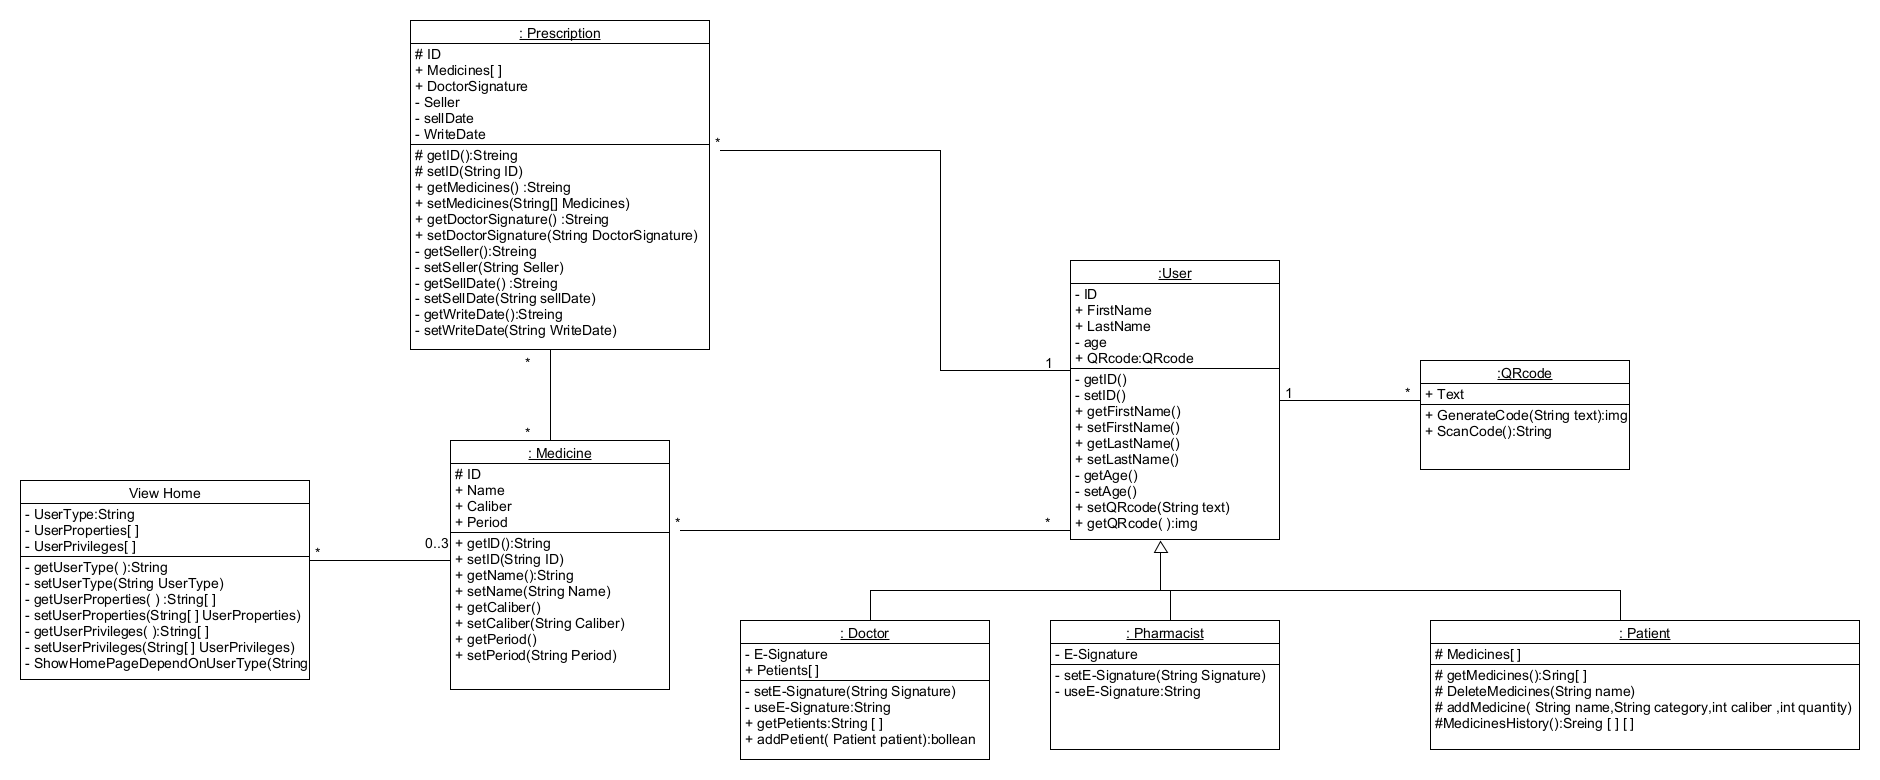 : Prescription
# ID
+ Medicines[ ]
+ DoctorSignature
- Seller
- sellDate
- WriteDate
# getID():Streing
# setID(String ID)
+ getMedicines() :Streing
+ setMedicines(String[] Medicines)
+ getDoctorSignature() :Streing
+ setDoctorSignature(String DoctorSignature)
- getSeller():Streing
- setSeller(String Seller)
- getSellDate() :Streing
- setSellDate(String sellDate)
- getWriteDate():Streing
- setWriteDate(String WriteDate)
*
1
*
*
:User
- ID
+ FirstName
+ LastName
- age
+ QRcode:QRcode
- getID()
- setID()
+ getFirstName()
+ setFirstName()
+ getLastName()
+ setLastName()
- getAge()
- setAge()
+ setQRcode(String text)
+ getQRcode( ):img
1
*
:QRcode
+ Text
+ GenerateCode(String text):img
+ ScanCode():String
: Medicine
# ID
+ Name
+ Caliber
+ Period
+ getID():String
+ setID(String ID)
+ getName():String
+ setName(String Name)
+ getCaliber()
+ setCaliber(String Caliber)
+ getPeriod()
+ setPeriod(String Period)
*
*
View Home
- UserType:String
- UserProperties[ ]
- UserPrivileges[ ]
- getUserType( ):String
- setUserType(String UserType)
- getUserProperties( ) :String[ ]
- setUserProperties(String[ ] UserProperties)
- getUserPrivileges( ):String[ ]
- setUserPrivileges(String[ ] UserPrivileges)
- ShowHomePageDependOnUserType(String
*
0..3
: Doctor
- E-Signature
+ Petients[ ]
- setE-Signature(String Signature)
- useE-Signature:String
+ getPetients:String [ ]
+ addPetient( Patient patient):bollean
: Pharmacist
- E-Signature
- setE-Signature(String Signature)
- useE-Signature:String
: Patient
# Medicines[ ]
# getMedicines():Sring[ ]
# DeleteMedicines(String name)
# addMedicine( String name,String category,int caliber ,int quantity)
#MedicinesHistory():Sreing [ ] [ ]